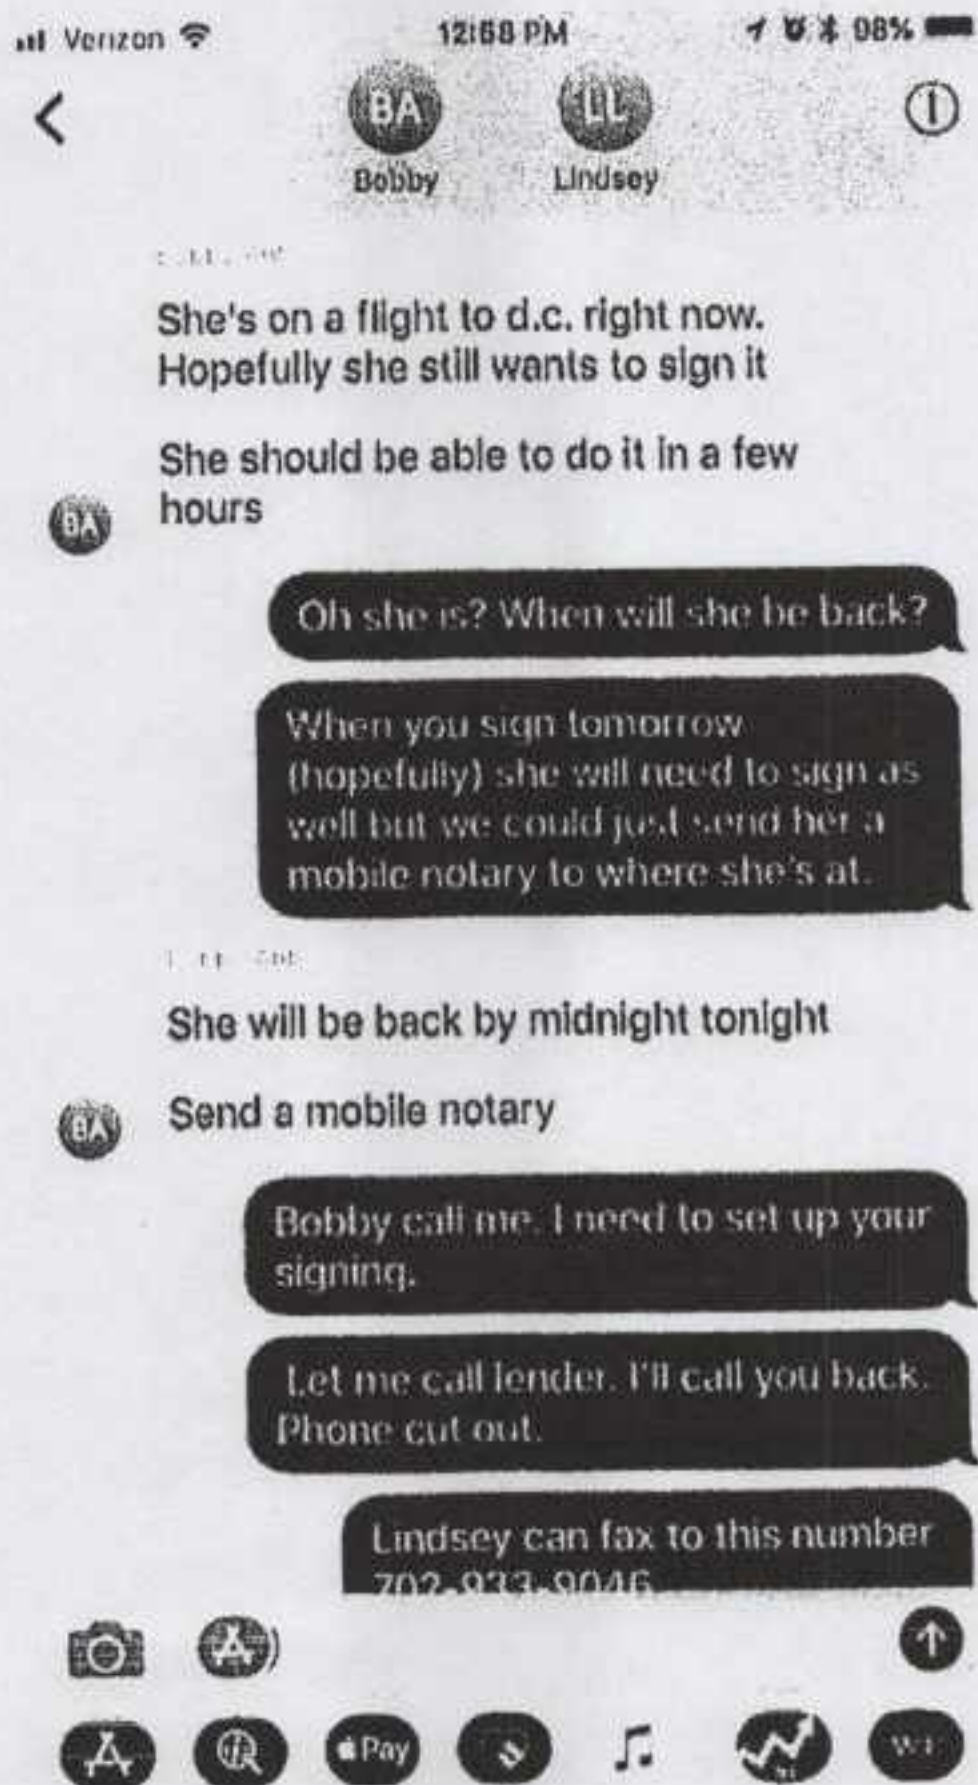 Verizon
12:58 PM
98%
BA
LL
Bobby
Lindsey
She's on a flight to d.c. right now.
Hopefully she still wants to sign it
She should be able to do it in a few
hours
BA
Oh she is? When will she be back?
When you sign tomorrow
(hopefully) she will need to sign as
well but we could just send her a
mobile notary to where she's at.
She will be back by midnight tonight
Send a mobile notary
BA
Bobby call me. I need to set up your
signing.
Let me call lender. I'll call you back.
Phone cut out.
Lindsey can fax to this number
702-933-9046
Pay